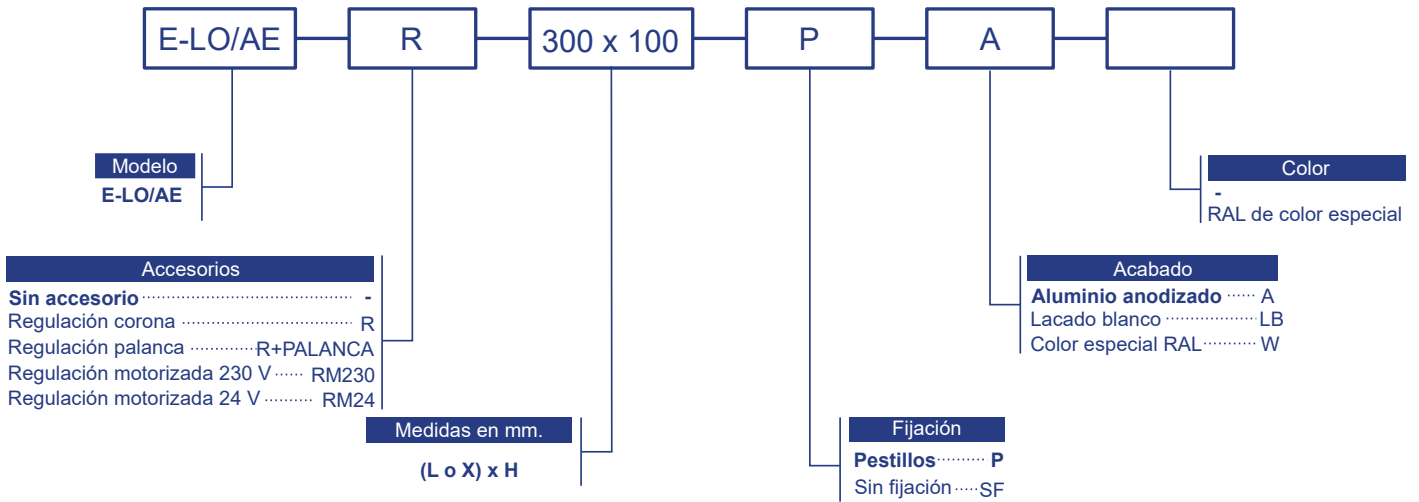 E-LO/AE R 300 x 100 P A
Modelo
E-LO/AE
Color
-
RAL de color especial
Accesorios
Sin accesorio -
Regulación corona R
Regulación palanca R+PALANCA
Regulación motorizada 230 V RM230
Regulación motorizada 24 V RM24
Acabado
Aluminio anodizado A
Lacado blanco LB
Color especial RAL W
Medidas en mm.
(L o X) x H
Fijación
Pestillos P
Sin fijación SF